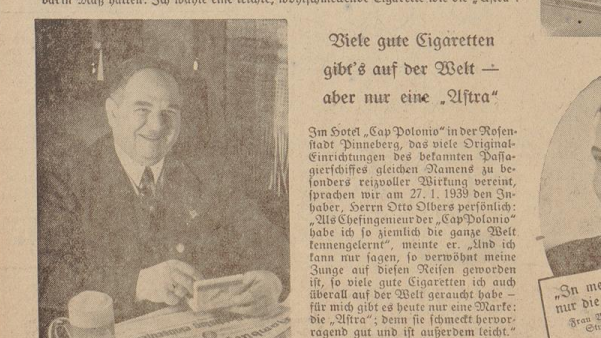 Viele gute Cigaretten
gibt's auf der Welt —
aber nur eine „Astra“
Im Hotel „Cap Polonio“ in der Rosen-
stadt Pinneberg, das viele Original-
Einrichtungen des bekannten Passa-
gierschiffes gleichen Namens zu be-
sonders reizvoller Wirkung vereint,
sprachen wir am 27. 1. 1939 den In-
haber, Herrn Otto Olbers persönlich:
„Als Chefingenieur der „Cap Polonio“
habe ich so ziemlich die ganze Welt
kennengelernt“, meinte er. „Und ich
kann nur sagen, so verwöhnt meine
Zunge auf diesen Reisen geworden
ist, so viele gute Cigaretten ich auch
überall auf der Welt geraucht habe –
für mich gibt es heute nur eine Marke:
die „Astra“; denn sie schmeckt hervor-
ragend gut und ist außerdem leicht.“
„In me
nur die
Frau